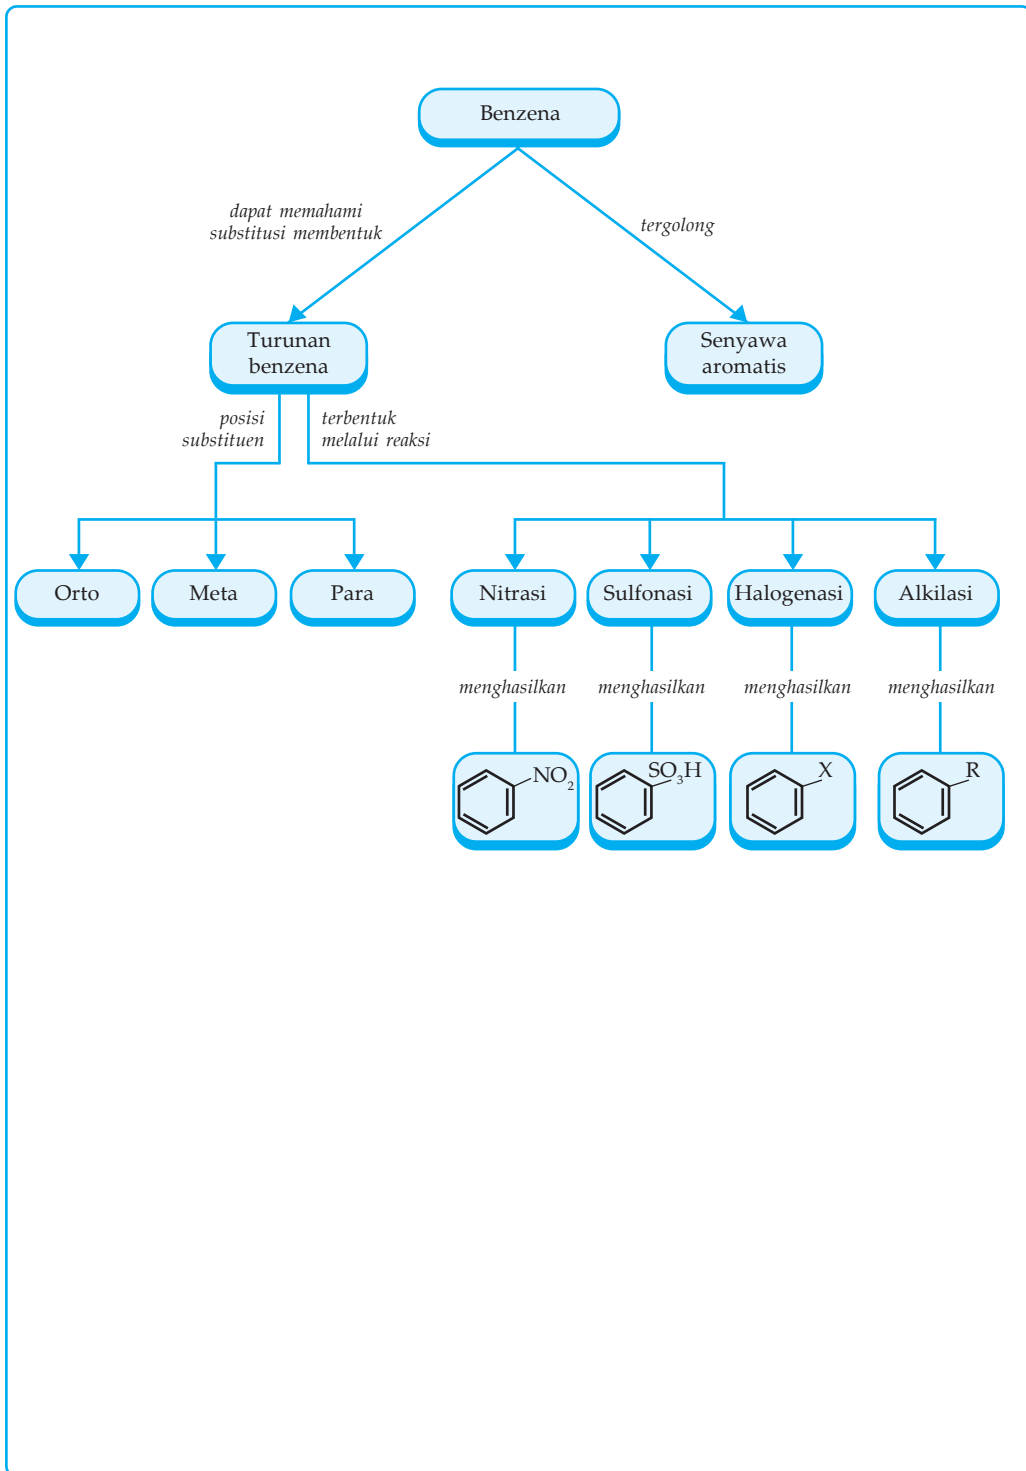 Benzena
dapat memahami
substitusi membentuk
tergolong
Turunan
benzena
Senyawa
aromatis
posisi
substituen
terbentuk
melalui reaksi
Orto
Meta
Para
Nitrasi
Sulfonasi
Halogenasi
Alkilasi
menghasilkan
menghasilkan
menghasilkan
menghasilkan
NO₂
SO₃H
X
R